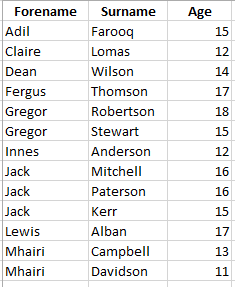 Forename Surname Age
Adil Farooq 15
Claire Lomas 12
Dean Wilson 14
Fergus Thomson 17
Gregor Robertson 18
Gregor Stewart 15
Innes Anderson 12
Jack Mitchell 16
Jack Paterson 16
Jack Kerr 15
Lewis Alban 17
Mhairi Campbell 13
Mhairi Davidson 11